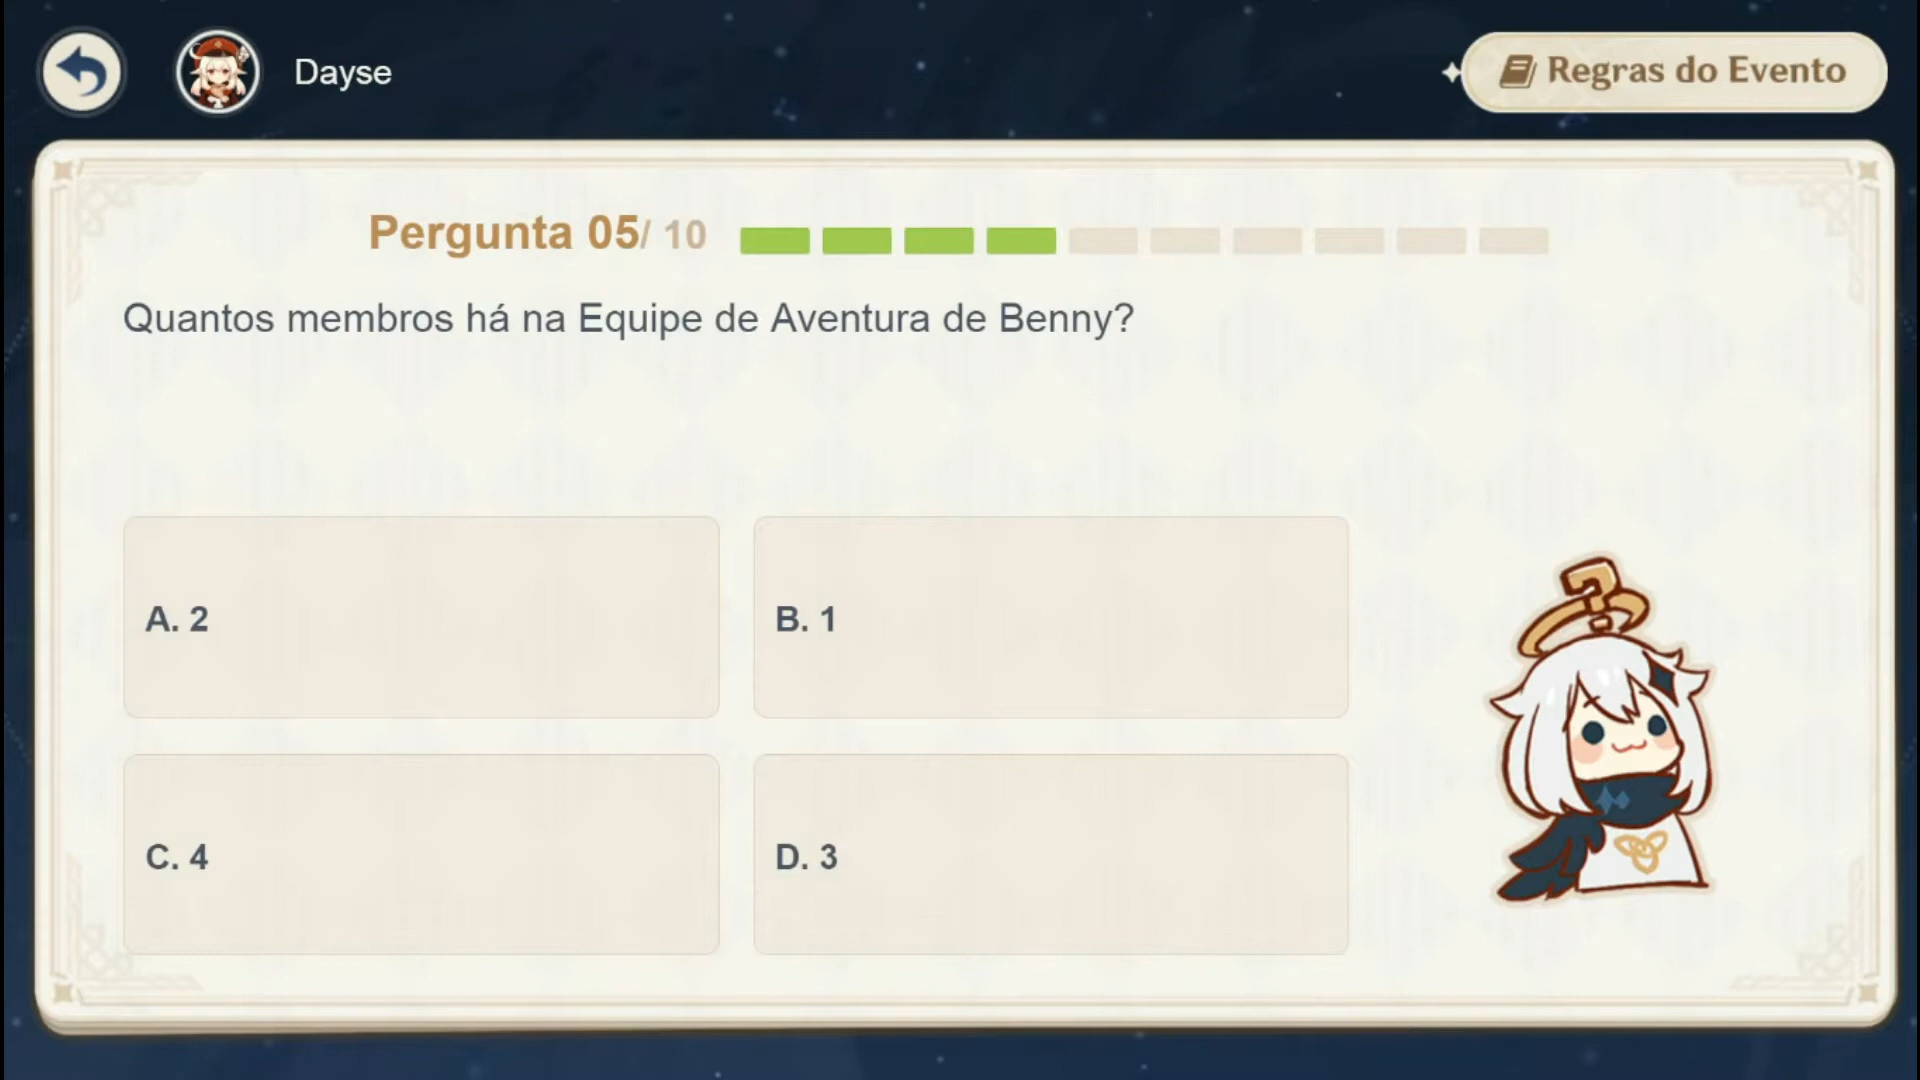 Dayse
Regras do Evento
Pergunta 05/ 10
Quantos membros há na Equipe de Aventura de Benny?
A. 2
B. 1
C. 4
D. 3